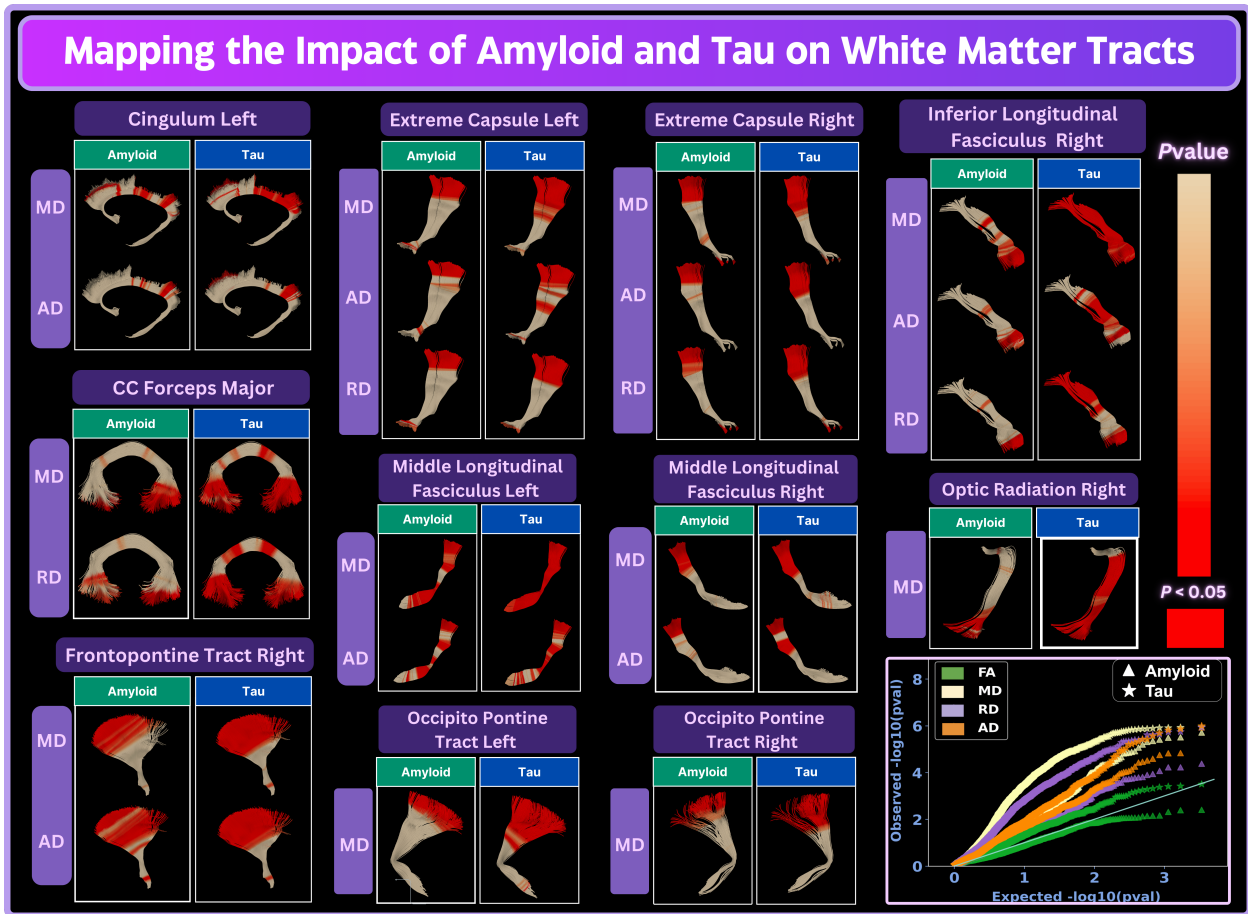 Mapping the Impact of Amyloid and Tau on White Matter Tracts
Cingulum Left
Amyloid
Tau
MD
AD
CC Forceps Major
Amyloid
Tau
MD
RD
Frontopontine Tract Right
Amyloid
Tau
MD
AD
Extreme Capsule Left
Amyloid
Tau
MD
AD
RD
Middle Longitudinal
Fasciculus Left
Amyloid
Tau
MD
AD
Occipito Pontine
Tract Left
Amyloid
Tau
MD
Extreme Capsule Right
Amyloid
Tau
MD
AD
RD
Middle Longitudinal
Fasciculus Right
Amyloid
Tau
MD
AD
Occipito Pontine
Tract Right
Amyloid
Tau
MD
Inferior Longitudinal
Fasciculus Right
Amyloid
Tau
MD
AD
RD
Optic Radiation Right
Amyloid
Tau
MD
Pvalue
P < 0.05
FA
MD
RD
AD
Amyloid
Tau
8
6
4
2
0
Observed -log10(pval)
0 1 2 3
Expected -log10(pval)